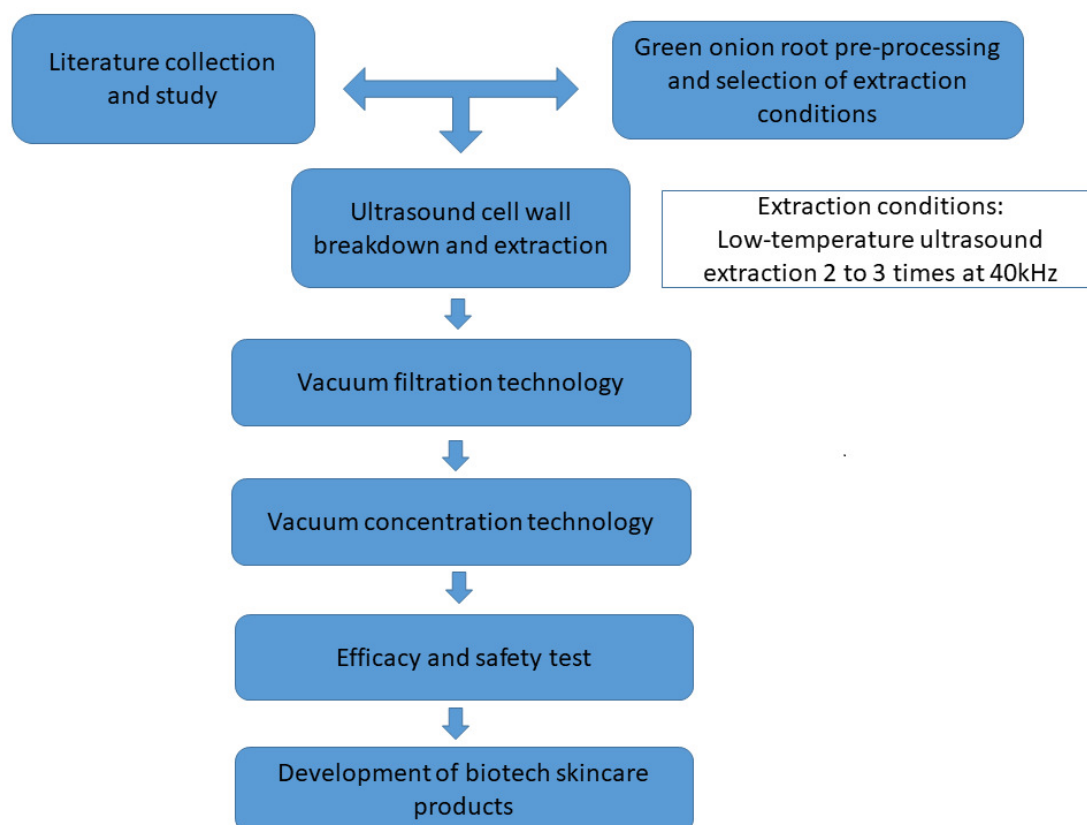 Literature collection
and study
Green onion root pre-processing
and selection of extraction
conditions
Ultrasound cell wall
breakdown and extraction
Extraction conditions:
Low-temperature ultrasound
extraction 2 to 3 times at 40kHz
Vacuum filtration technology
Vacuum concentration technology
Efficacy and safety test
Development of biotech skincare
products